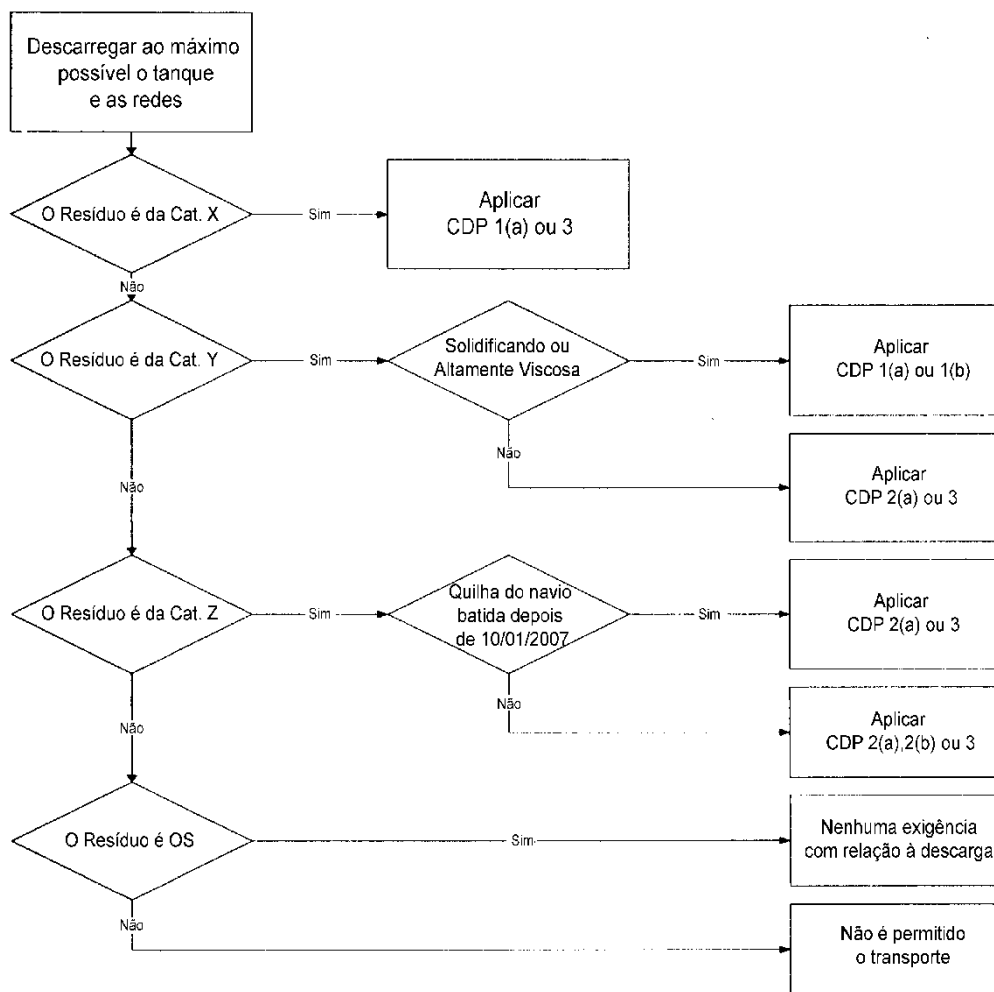 Descarregar ao máximo
possível o tanque
e as redes
O Resíduo é da Cat. X
Sim
Aplicar
CDP 1(a) ou 3
Não
O Resíduo é da Cat. Y
Sim
Solidificando ou
Altamente Viscosa
Sim
Aplicar
CDP 1(a) ou 1(b)
Não
Aplicar
CDP 2(a) ou 3
Não
O Resíduo é da Cat. Z
Sim
Quilha do navio
batida depois
de 10/01/2007
Sim
Aplicar
CDP 2(a) ou 3
Não
Aplicar
CDP 2(a),2(b) ou 3
Não
O Resíduo é OS
Sim
Nenhuma exigência
com relação à descarga
Não
Não é permitido
o transporte